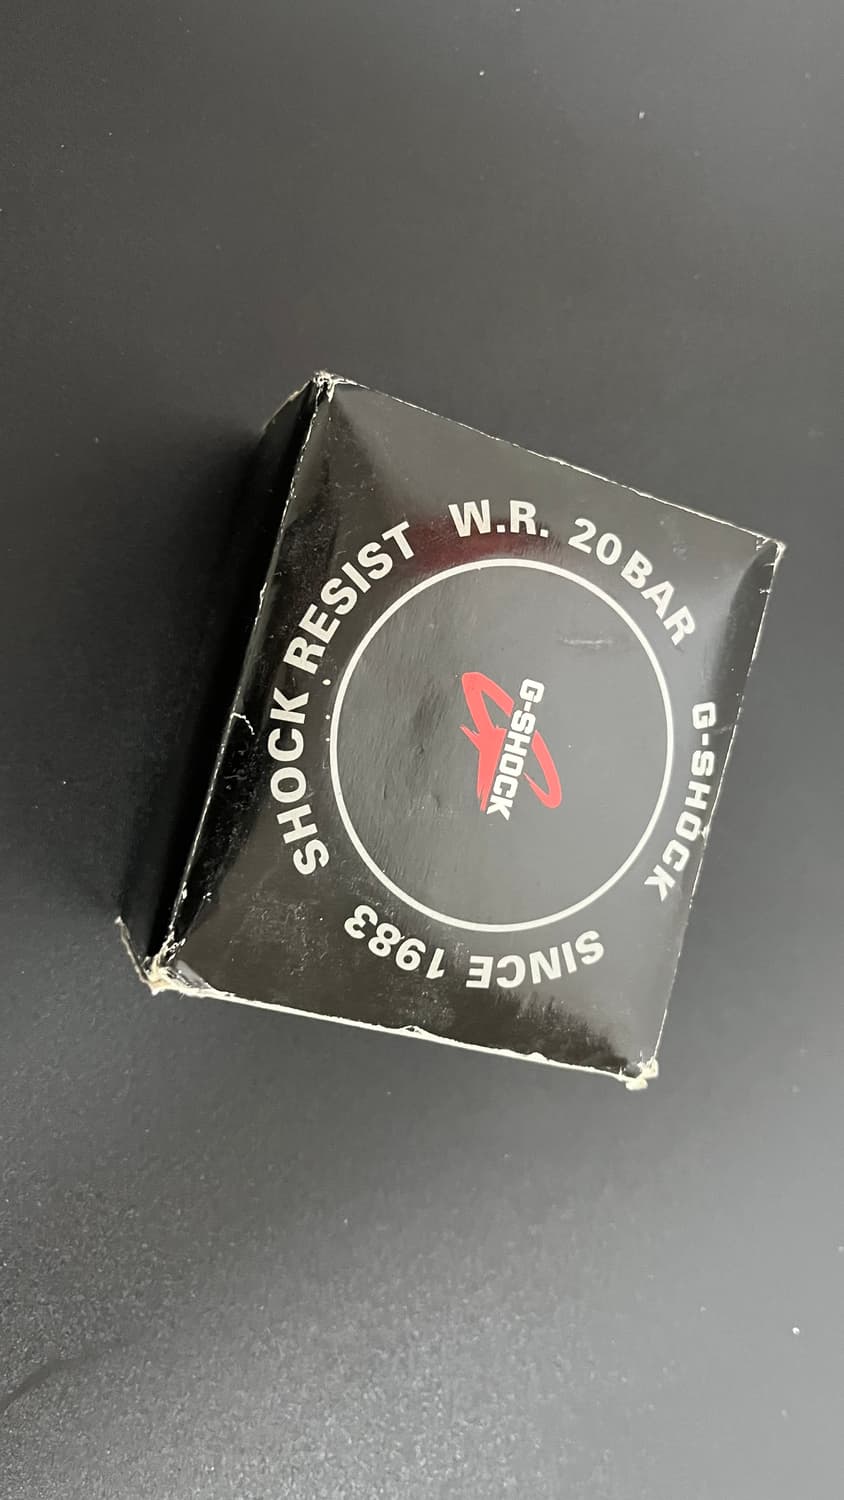 SHOCK RESIST
W.R. 20BAR
G-SHOCK
SINCE 1983
G-SHOCK